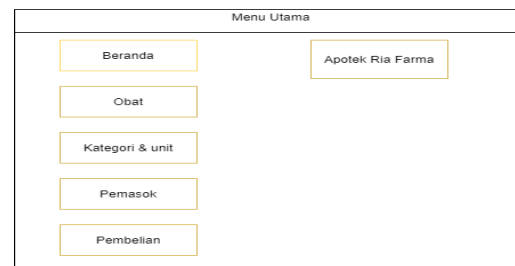 Menu Utama
Beranda
Apotek Ria Farma
Obat
Kategori & unit
Pemasok
Pembelian